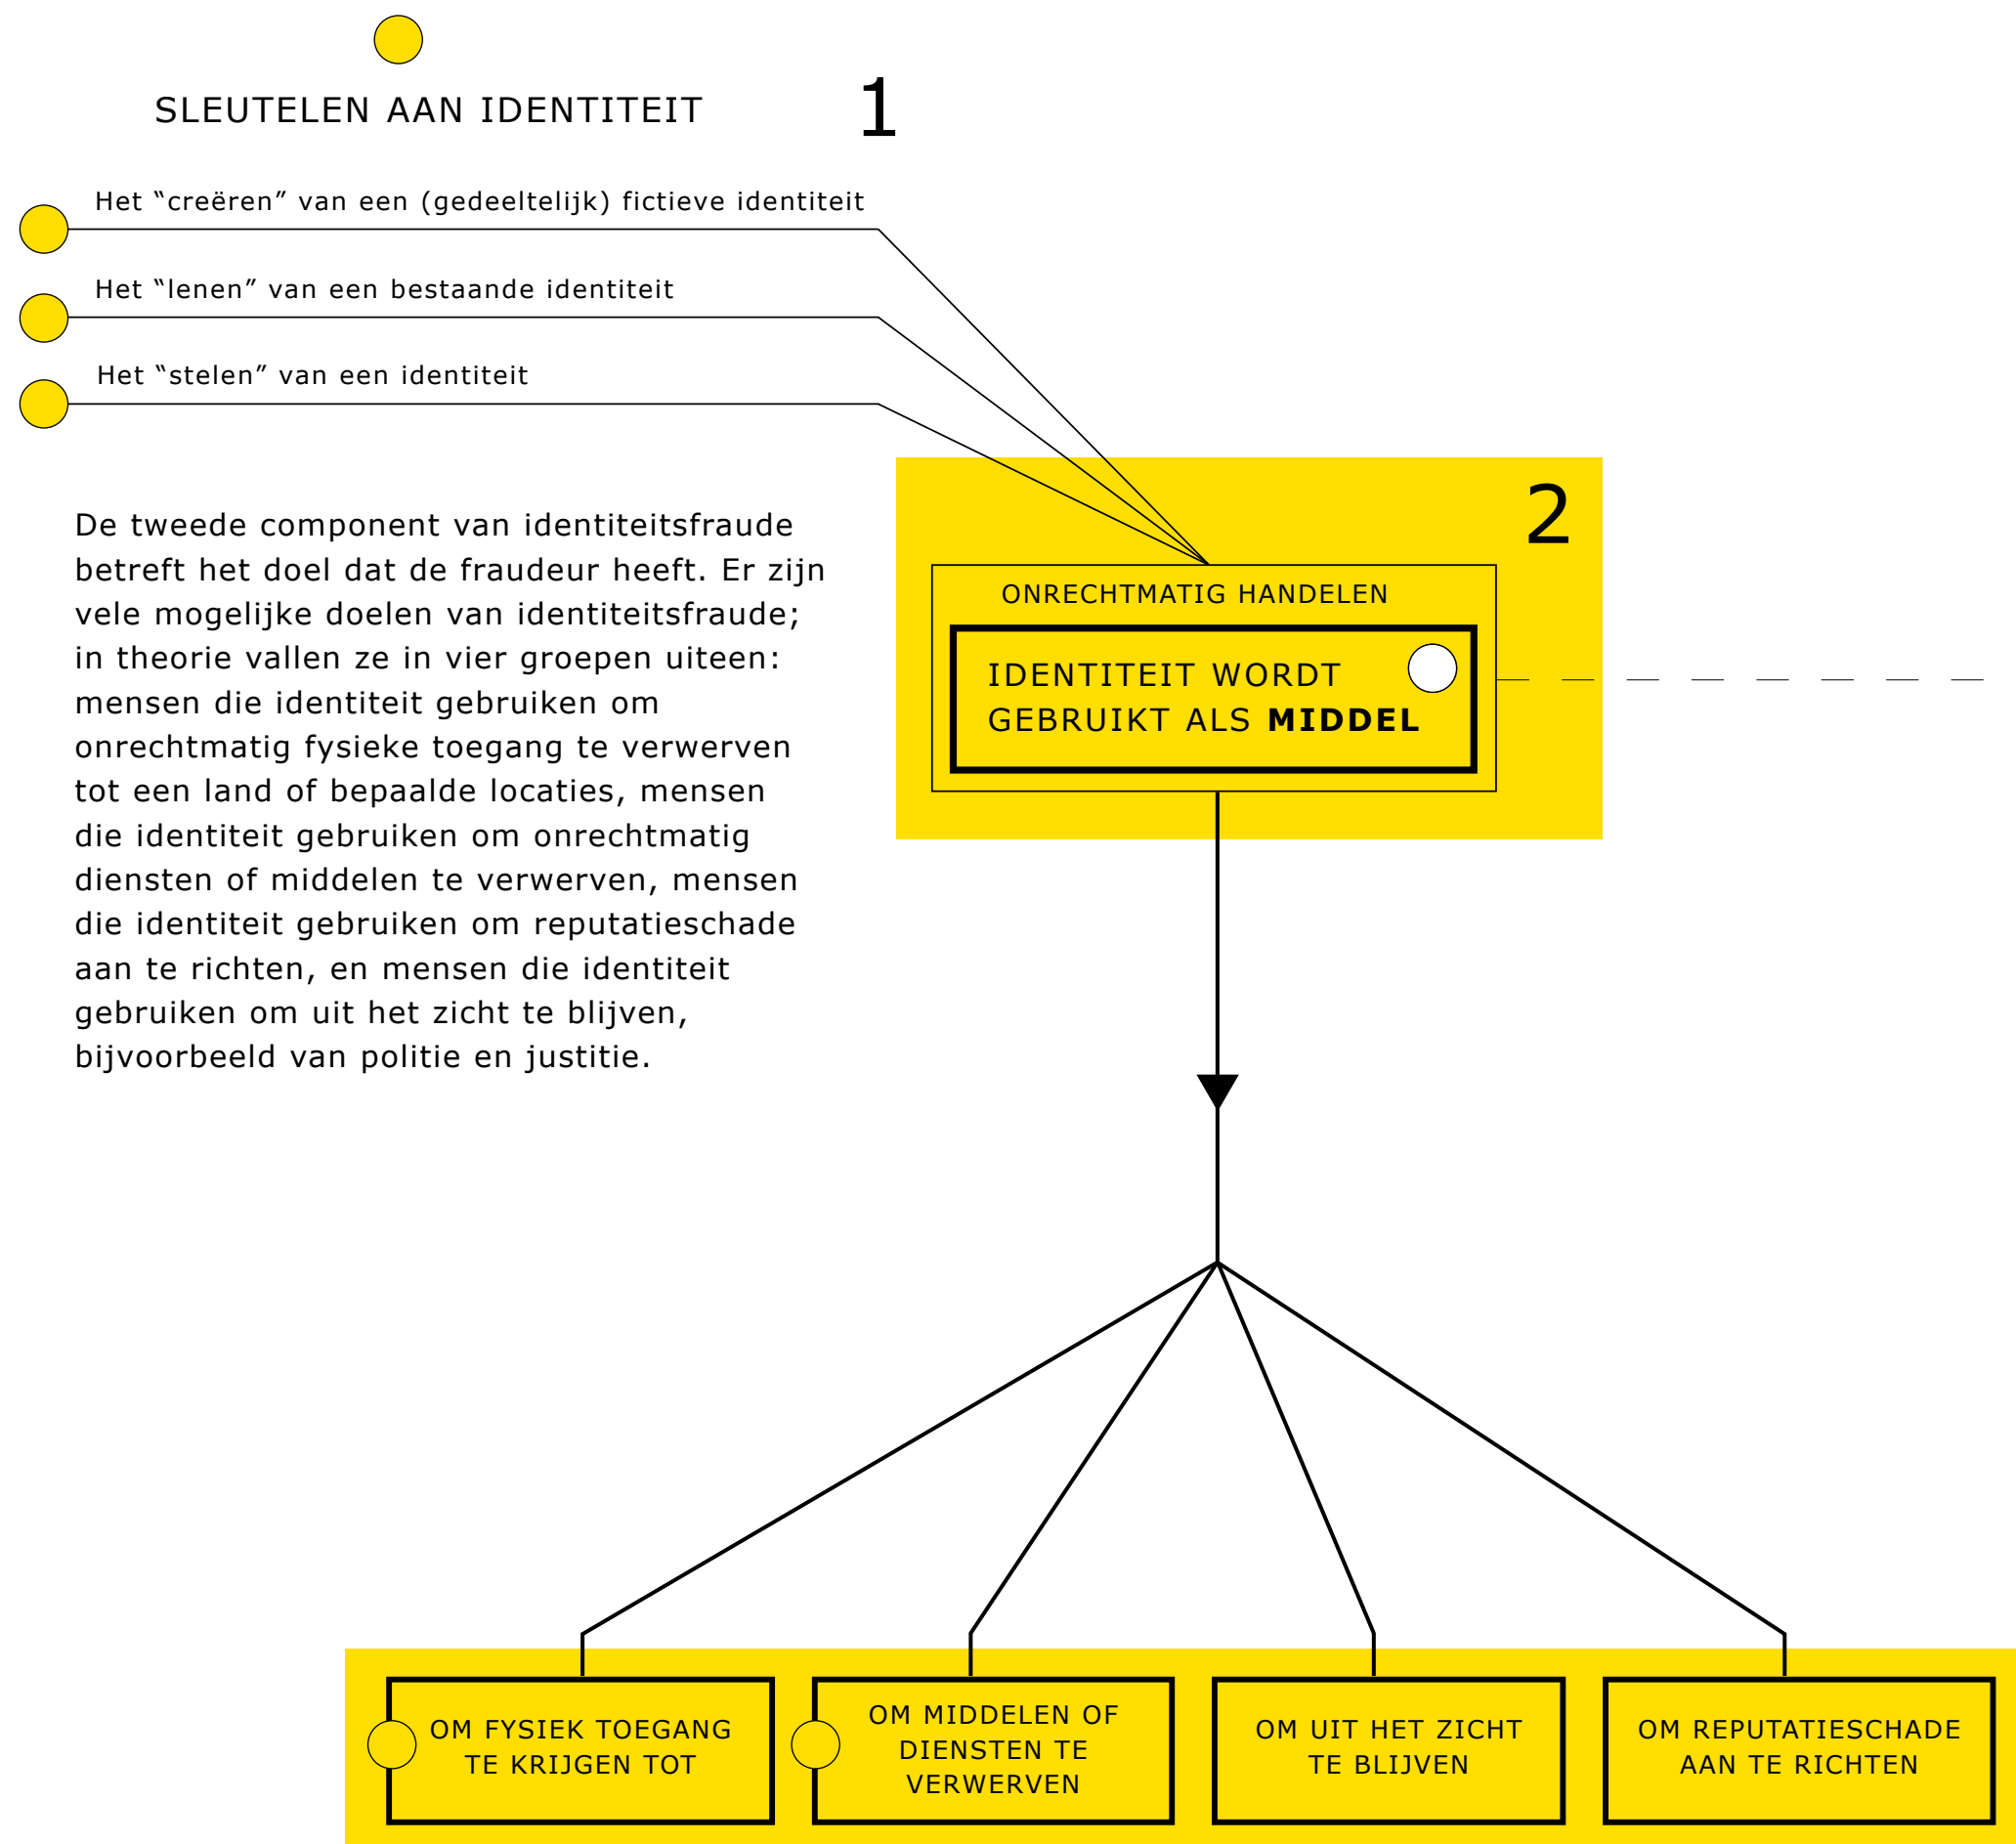 SLEUTELEN AAN IDENTITEIT
1
Het “creëren” van een (gedeeltelijk) fictieve identiteit
Het “lenen” van een bestaande identiteit
Het “stelen” van een identiteit
De tweede component van identiteitsfraude
betreft het doel dat de fraudeur heeft. Er zijn
vele mogelijke doelen van identiteitsfraude;
in theorie vallen ze in vier groepen uiteen:
mensen die identiteit gebruiken om
onrechtmatig fysieke toegang te verwerven
tot een land of bepaalde locaties, mensen
die identiteit gebruiken om onrechtmatig
diensten of middelen te verwerven, mensen
die identiteit gebruiken om reputatieschade
aan te richten, en mensen die identiteit
gebruiken om uit het zicht te blijven,
bijvoorbeeld van politie en justitie.
2
ONRECHTMATIG HANDELEN
IDENTITEIT WORDT
GEBRUIKT ALS MIDDEL
OM FYSIEK TOEGANG
TE KRIJGEN TOT
OM MIDDELEN OF
DIENSTEN TE
VERWERVEN
OM UIT HET ZICHT
TE BLIJVEN
OM REPUTATIESCHADE
AAN TE RICHTEN